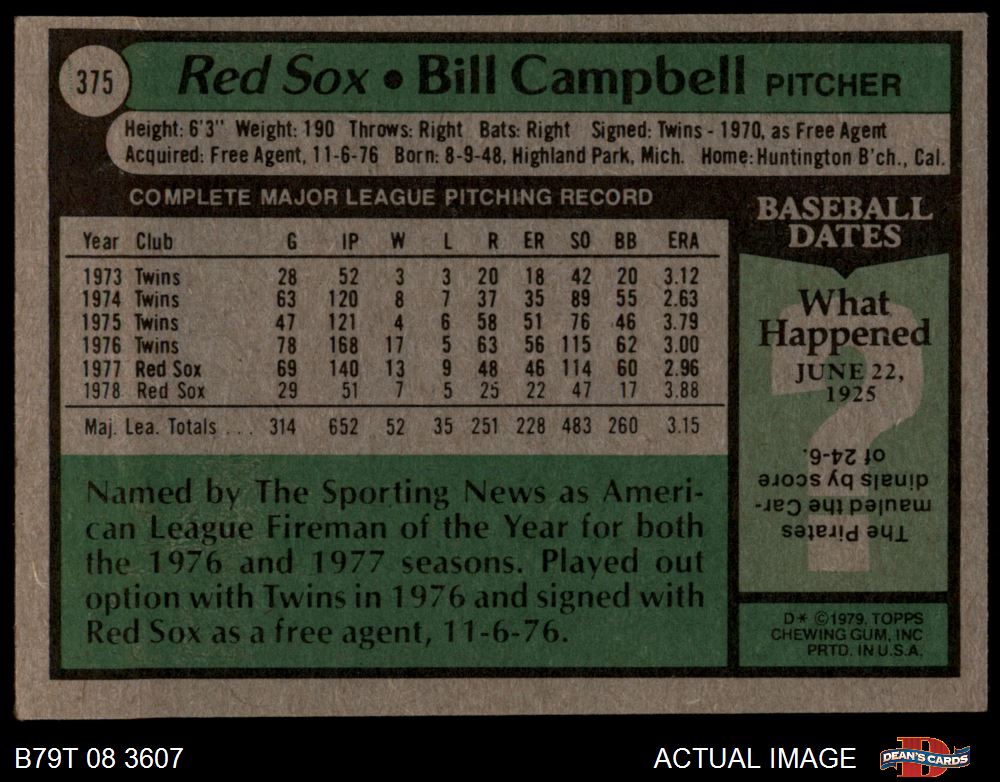 375
Red Sox • Bill Campbell PITCHER
Height: 6'3" Weight: 190 Throws: Right Bats: Right Signed: Twins - 1970, as Free Agent
Acquired: Free Agent, 11-6-76 Born: 8-9-48, Highland Park, Mich. Home: Huntington B'ch., Cal.
COMPLETE MAJOR LEAGUE PITCHING RECORD
Year Club G IP W L R ER SO BB ERA
1973 Twins 28 52 3 3 20 18 42 20 3.12
1974 Twins 63 120 8 7 37 35 89 55 2.63
1975 Twins 47 121 4 6 58 51 76 46 3.79
1976 Twins 78 168 17 5 63 56 115 62 3.00
1977 Red Sox 69 140 13 9 48 46 114 60 2.96
1978 Red Sox 29 51 7 5 25 22 47 17 3.88
Maj. Lea. Totals ... 314 652 52 35 251 228 483 260 3.15
Named by The Sporting News as Ameri-
can League Fireman of the Year for both
the 1976 and 1977 seasons. Played out
option with Twins in 1976 and signed with
Red Sox as a free agent, 11-6-76.
BASEBALL
DATES
What
Happened
JUNE 22,
1925
?
The Pirates
mauled the Car-
dinals by score
of 24-6.
D* ©1979. TOPPS
CHEWING GUM, INC
PRTD. IN U.S.A.
B79T 08 3607
ACTUAL IMAGE
D
DEAN'S CARDS